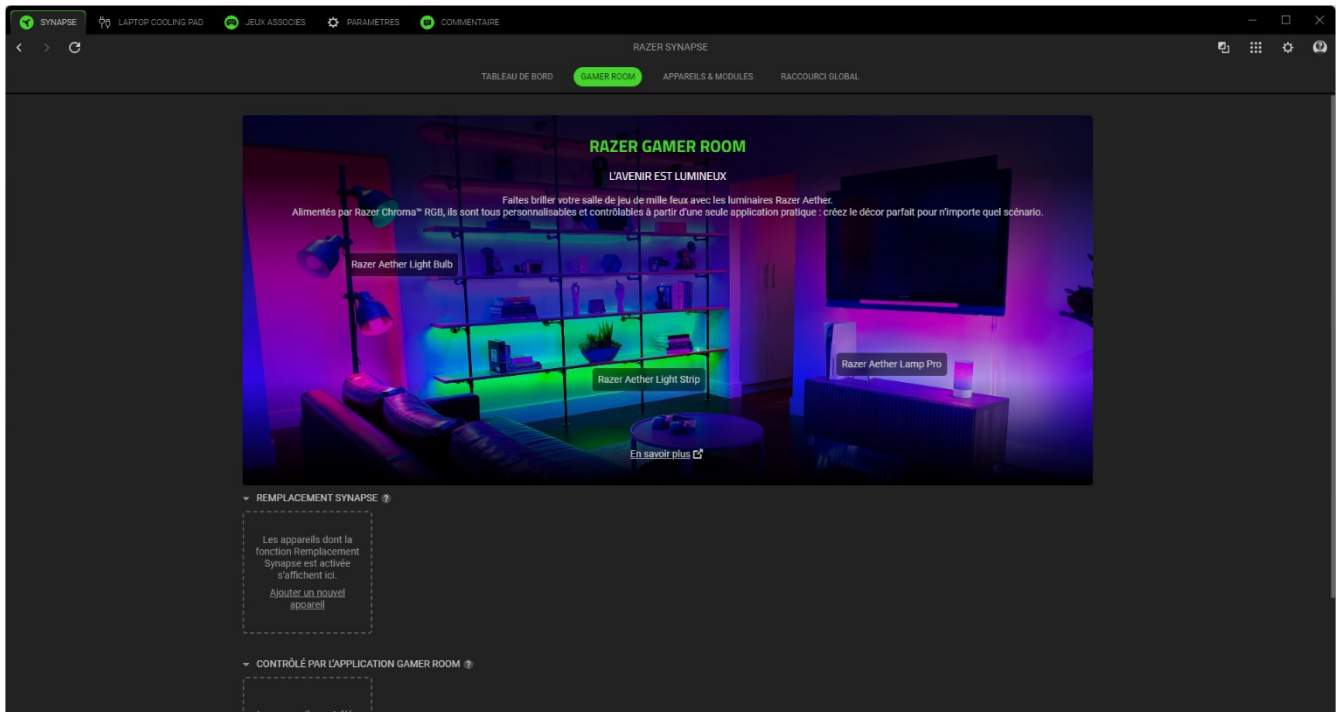 SYNAPSE
LAPTOP COOLING PAD
JEUX ASSOCIES
PARAMETRES
COMMENTAIRE
RAZER SYNAPSE
TABLEAU DE BORD
GAMER ROOM
APPAREILS & MODULES
RACCOURCI GLOBAL
RAZER GAMER ROOM
L'AVENIR EST LUMINEUX
Faites briller votre salle de jeu de mille feux avec les luminaires Razer Aether.
Alimentés par Razer Chroma™ RGB, ils sont tous personnalisables et contrôlables à partir d'une seule application pratique : créez le décor parfait pour n'importe quel scénario.
Razer Aether Light Bulb
Razer Aether Light Strip
Razer Aether Lamp Pro
En savoir plus
REMPLACEMENT SYNAPSE ?
Les appareils dont la
fonction Remplacement
Synapse est activée
s'affichent ici.
Ajouter un nouvel
appareil
CONTRÔLÉ PAR L'APPLICATION GAMER ROOM ?